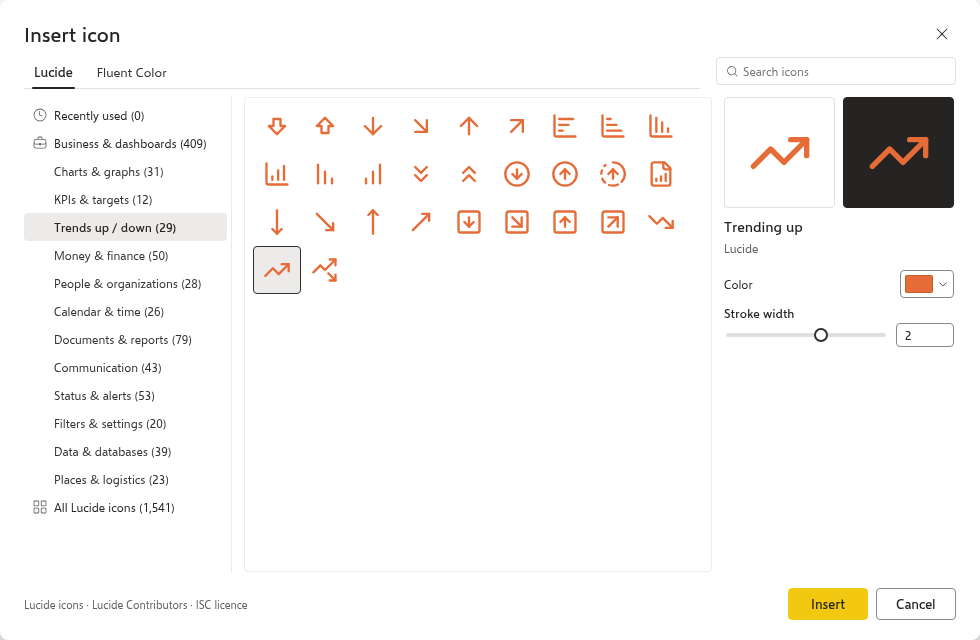 Insert icon
Lucide
Fluent Color
Search icons
Recently used (0)
Business & dashboards (409)
Charts & graphs (31)
KPIs & targets (12)
Trends up / down (29)
Money & finance (50)
People & organizations (28)
Calendar & time (26)
Documents & reports (79)
Communication (43)
Status & alerts (53)
Filters & settings (20)
Data & databases (39)
Places & logistics (23)
All Lucide icons (1,541)
Trending up
Lucide
Color
Stroke width
2
Lucide icons · Lucide Contributors · ISC licence
Insert
Cancel